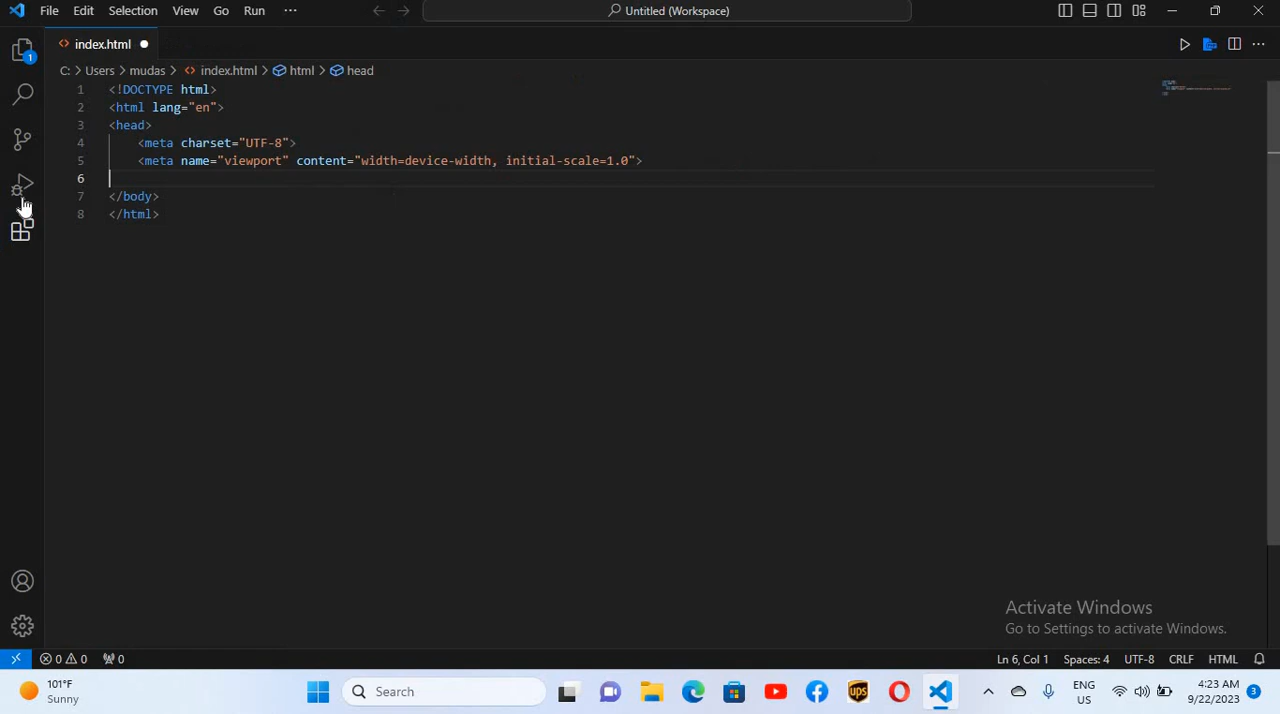 File Edit Selection View Go Run ··· Untitled (Workspace)
index.html
1
C: > Users > mudas > index.html > html > head
1 <!DOCTYPE html>
2 <html lang="en">
3 <head>
4 <meta charset="UTF-8">
5 <meta name="viewport" content="width=device-width, initial-scale=1.0">
6
7 </body>
8 </html>
Activate Windows
Go to Settings to activate Windows.
0 0 0 Ln 6, Col 1 Spaces: 4 UTF-8 CRLF HTML
101°F
Sunny
Search
ups
ENG
US
4:23 AM
9/22/2023
3